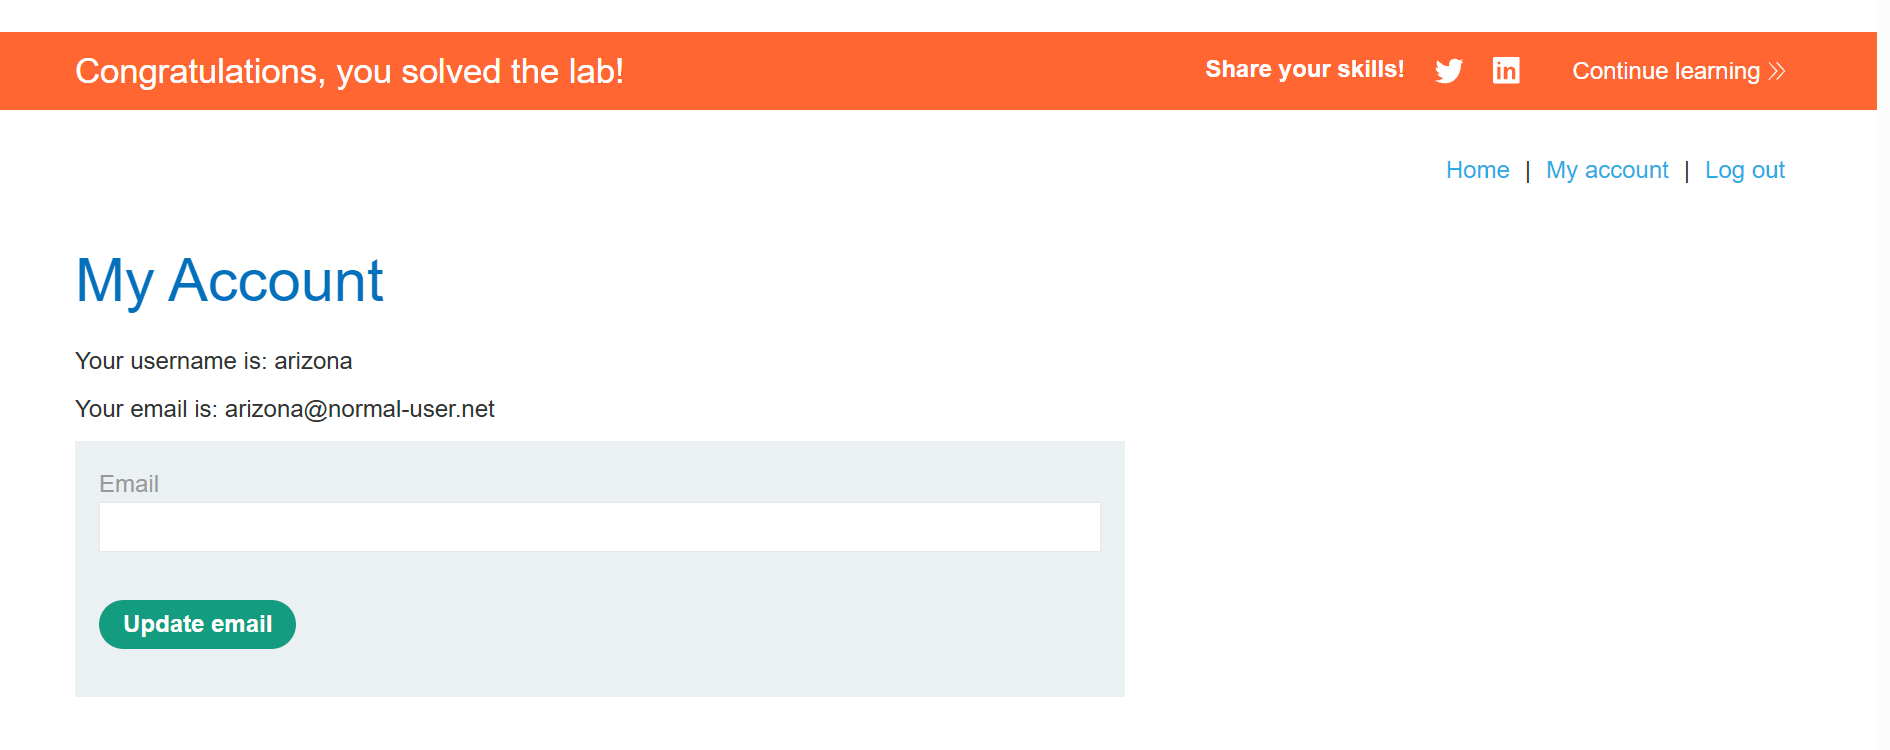 Congratulations, you solved the lab!
Share your skills!
Continue learning
Home | My account | Log out
My Account
Your username is: arizona
Your email is: arizona@normal-user.net
Email
Update email